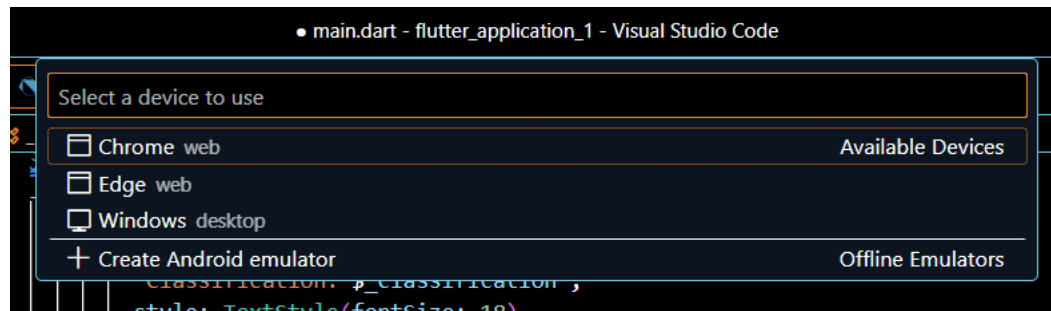 ● main.dart - flutter_application_1 - Visual Studio Code
Select a device to use
Chrome web Available Devices
Edge web
Windows desktop
Create Android emulator Offline Emulators
$_classification",
style: TextStyle(fontSize: 18)